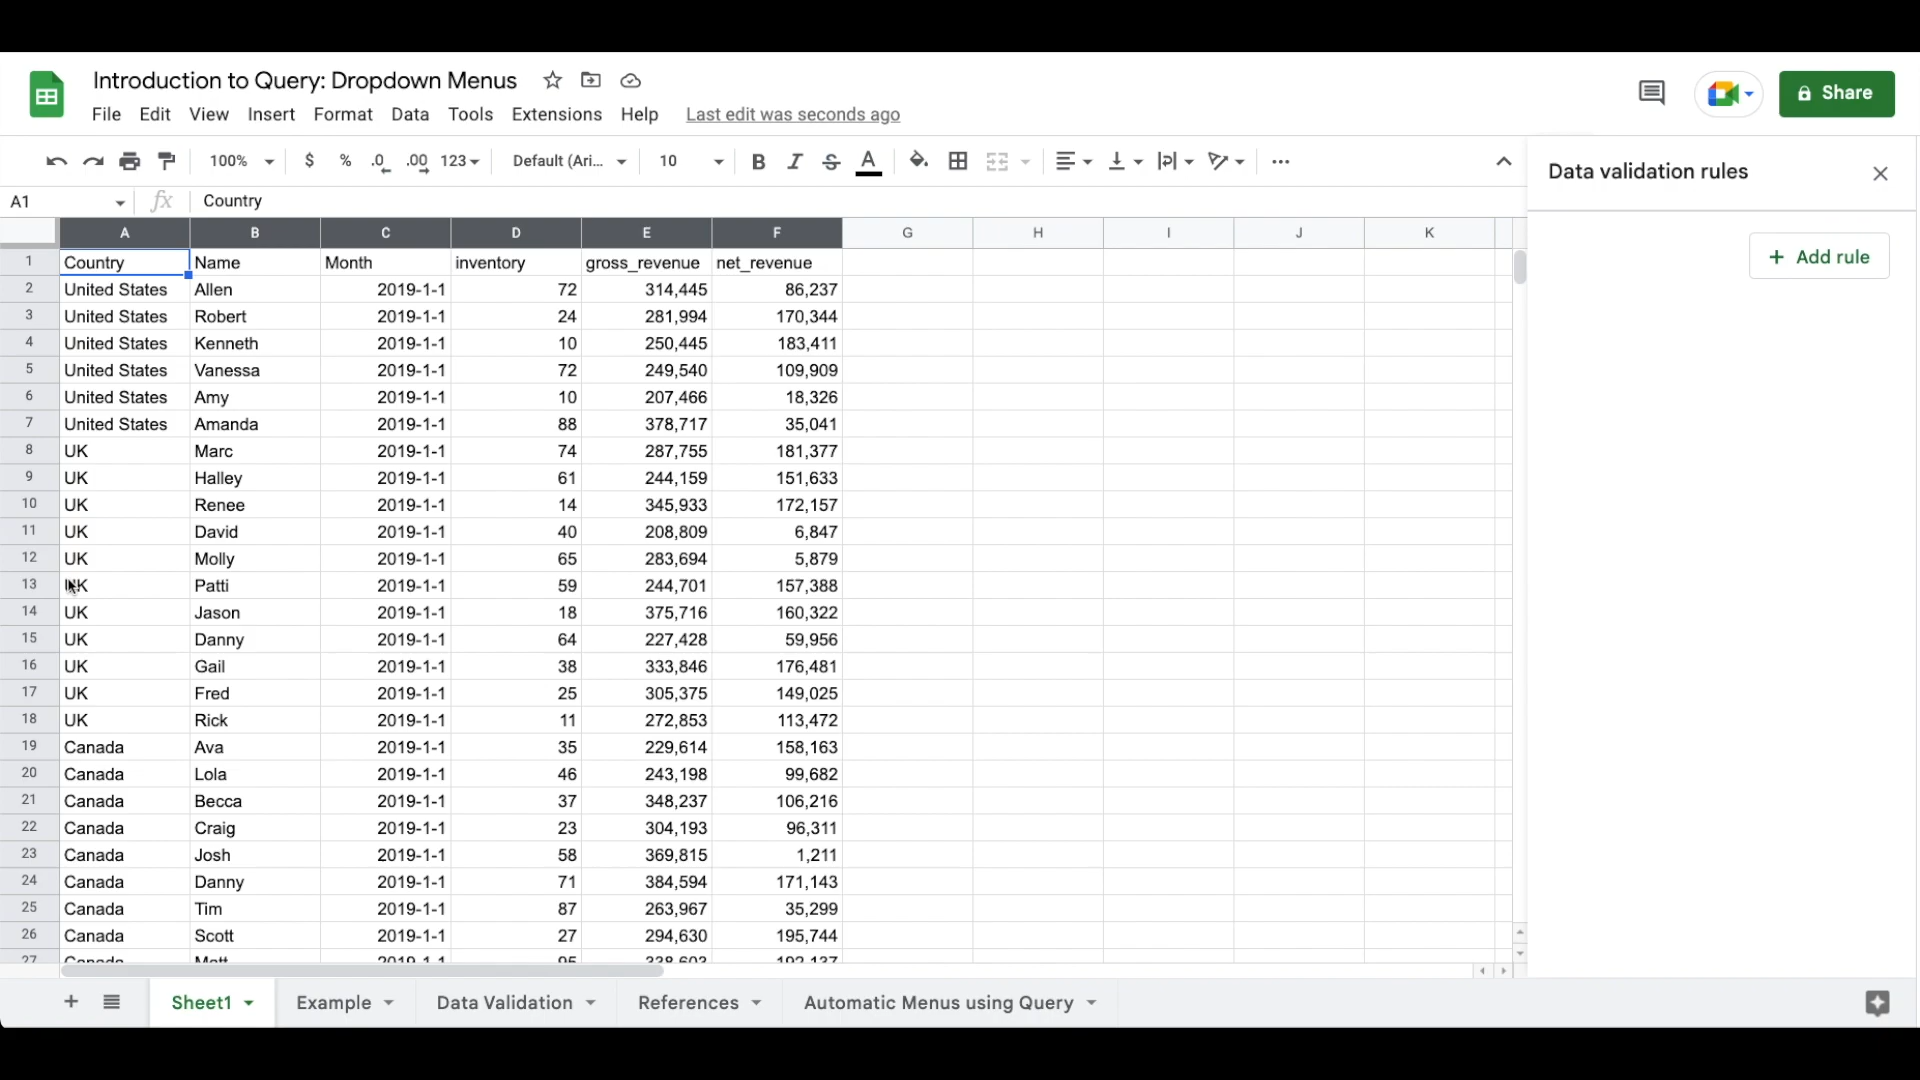 Introduction to Query: Dropdown Menus
File Edit View Insert Format Data Tools Extensions Help Last edit was seconds ago
Share
100% $ % .0 .00 123 Default (Ari... 10 B I S A
Data validation rules
A1 fx Country
Add rule
A B C D E F G H I J K
1 Country Name Month inventory gross_revenue net_revenue
2 United States Allen 2019-1-1 72 314,445 86,237
3 United States Robert 2019-1-1 24 281,994 170,344
4 United States Kenneth 2019-1-1 10 250,445 183,411
5 United States Vanessa 2019-1-1 72 249,540 109,909
6 United States Amy 2019-1-1 10 207,466 18,326
7 United States Amanda 2019-1-1 88 378,717 35,041
8 UK Marc 2019-1-1 74 287,755 181,377
9 UK Halley 2019-1-1 61 244,159 151,633
10 UK Renee 2019-1-1 14 345,933 172,157
11 UK David 2019-1-1 40 208,809 6,847
12 UK Molly 2019-1-1 65 283,694 5,879
13 UK Patti 2019-1-1 59 244,701 157,388
14 UK Jason 2019-1-1 18 375,716 160,322
15 UK Danny 2019-1-1 64 227,428 59,956
16 UK Gail 2019-1-1 38 333,846 176,481
17 UK Fred 2019-1-1 25 305,375 149,025
18 UK Rick 2019-1-1 11 272,853 113,472
19 Canada Ava 2019-1-1 35 229,614 158,163
20 Canada Lola 2019-1-1 46 243,198 99,682
21 Canada Becca 2019-1-1 37 348,237 106,216
22 Canada Craig 2019-1-1 23 304,193 96,311
23 Canada Josh 2019-1-1 58 369,815 1,211
24 Canada Danny 2019-1-1 71 384,594 171,143
25 Canada Tim 2019-1-1 87 263,967 35,299
26 Canada Scott 2019-1-1 27 294,630 195,744
27 Canada Matt 2019-1-1
Sheet1 Example Data Validation References Automatic Menus using Query